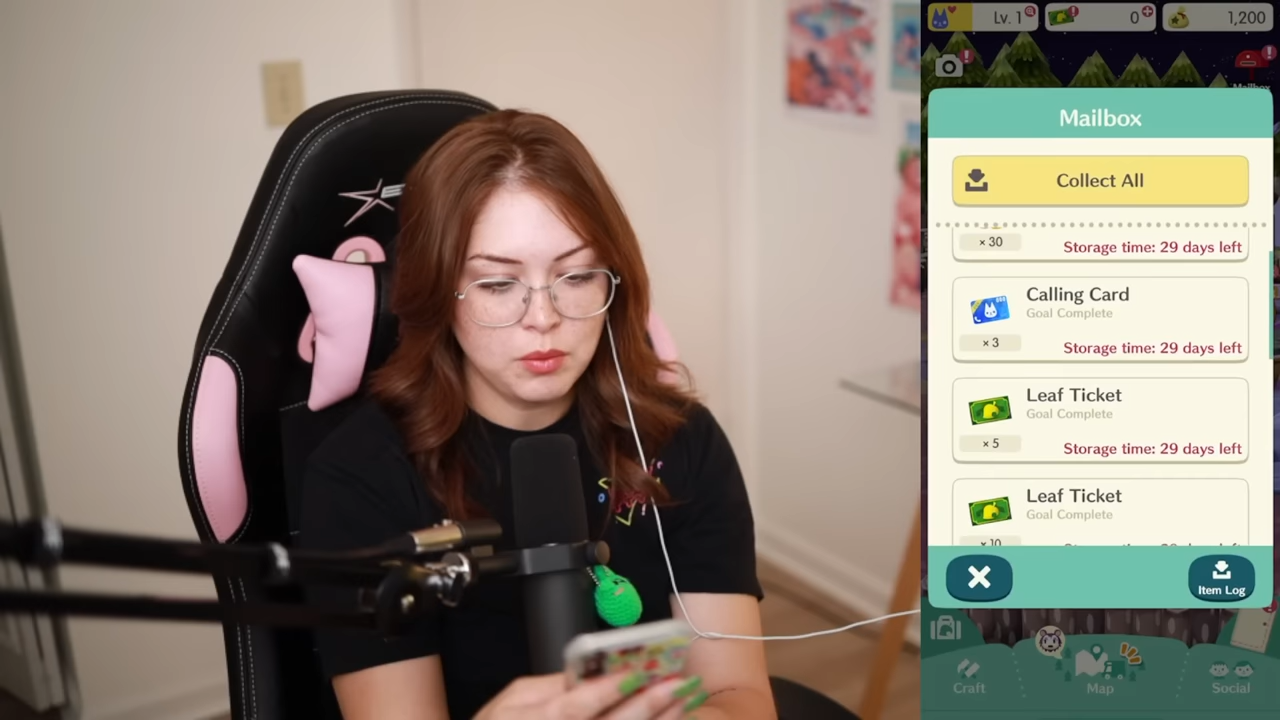 Lv. 1
0
1,200
Mailbox
Mailbox
Collect All
× 30
Storage time: 29 days left
Calling Card
Goal Complete
× 3
Storage time: 29 days left
Leaf Ticket
Goal Complete
× 5
Storage time: 29 days left
Leaf Ticket
Goal Complete
× 10
Item Log
Craft
Map
Social